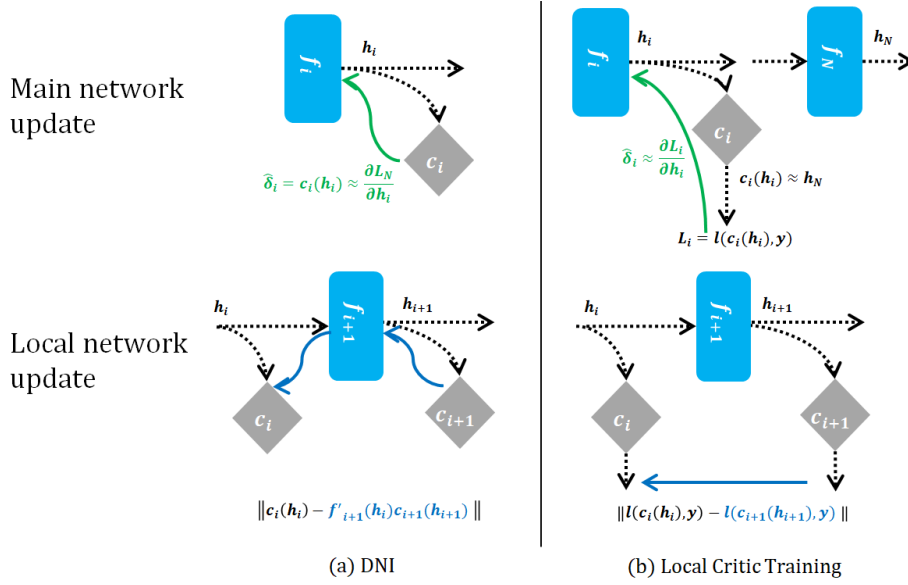 Main network
update
f_i
h_i
c_i
δ̂_i = c_i(h_i) ≈ ∂L_N/∂h_i
f_i
h_i
f_N
h_N
c_i
δ̂_i ≈ ∂L_i/∂h_i
c_i(h_i) ≈ h_N
L_i = l(c_i(h_i), y)
Local network
update
h_i
f_{i+1}
h_{i+1}
c_i
c_{i+1}
‖c_i(h_i) − f'_{i+1}(h_i)c_{i+1}(h_{i+1})‖
(a) DNI
h_i
f_{i+1}
h_{i+1}
c_i
c_{i+1}
‖l(c_i(h_i), y) − l(c_{i+1}(h_{i+1}), y)‖
(b) Local Critic Training